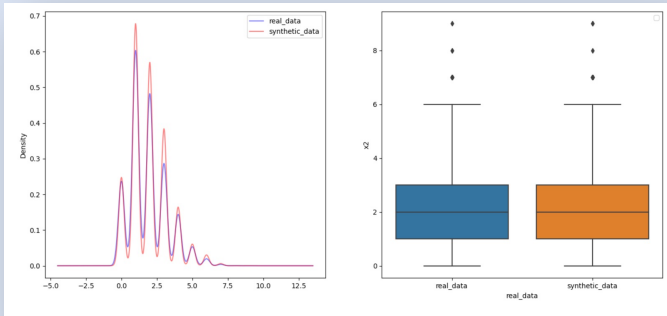 real_data
synthetic_data
Density
0.7
0.6
0.5
0.4
0.3
0.2
0.1
0.0
−5.0 −2.5 0.0 2.5 5.0 7.5 10.0 12.5
x2
8
6
4
2
0
real_data synthetic_data
real_data